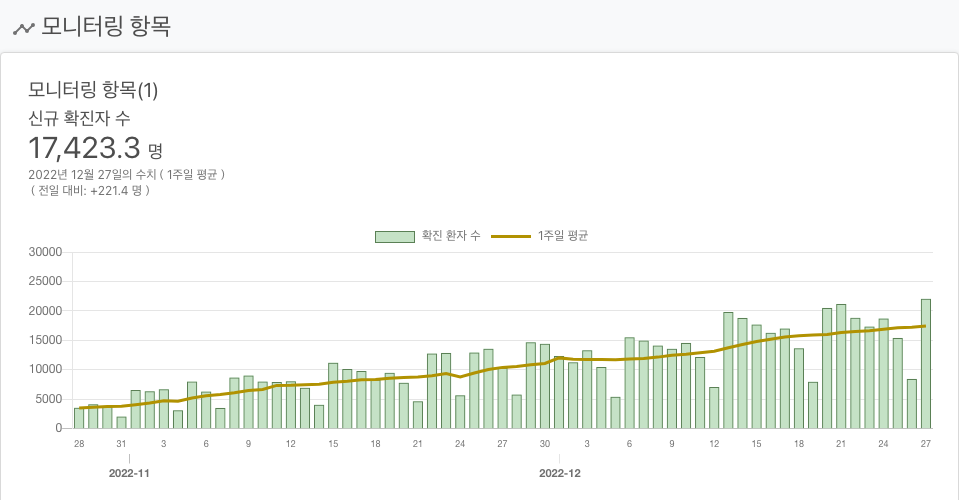 모니터링 항목
모니터링 항목(1)
신규 확진자 수
17,423.3 명
2022년 12월 27일의 수치 ( 1주일 평균 )
( 전일 대비: +221.4 명 )
확진 환자 수 1주일 평균
30000
25000
20000
15000
10000
5000
0
28 31 3 6 9 12 15 18 21 24 27 30 3 6 9 12 15 18 21 24 27
2022-11 2022-12